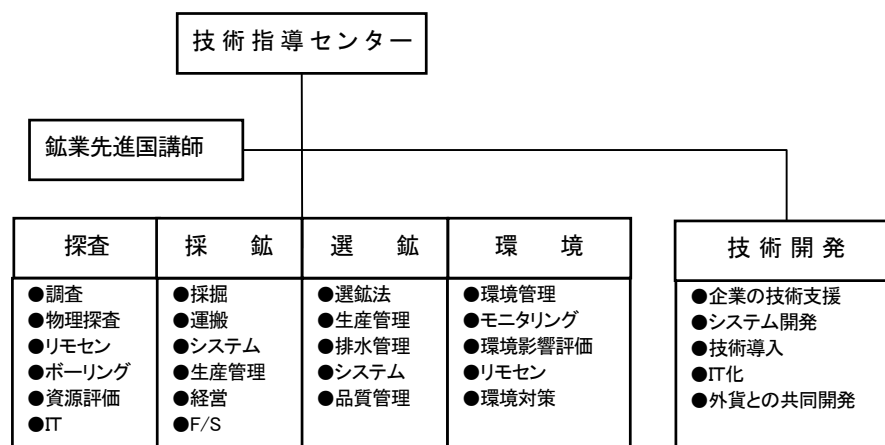 技術指導センター
鉱業先進国講師
探査
採 鉱
選 鉱
環 境
技術開発
●調査
●物理探査
●リモセン
●ボーリング
●資源評価
●IT
●採掘
●運搬
●システム
●生産管理
●経営
●F/S
●選鉱法
●生産管理
●排水管理
●システム
●品質管理
●環境管理
●モニタリング
●環境影響評価
●リモセン
●環境対策
●企業の技術支援
●システム開発
●技術導入
●IT化
●外貨との共同開発